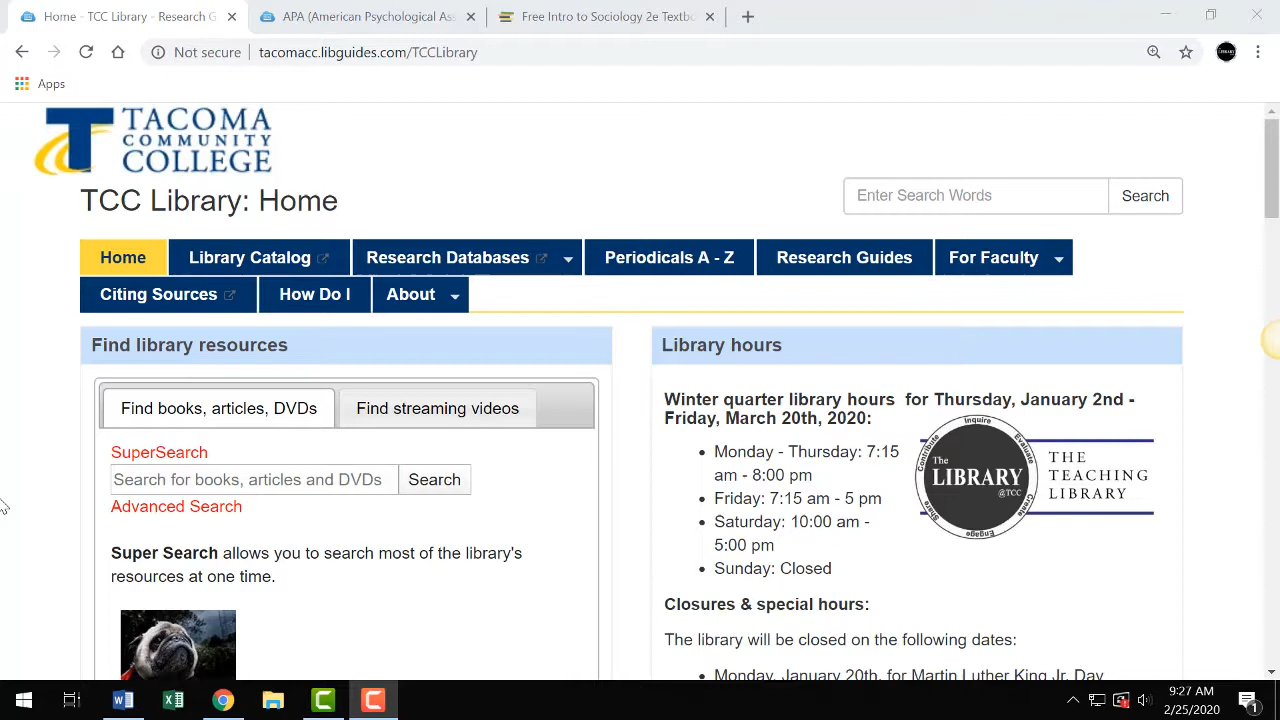 Home - TCC Library - Research G
APA (American Psychological Ass
Free Intro to Sociology 2e Textbo
Not secure
tacomacc.libguides.com/TCCLibrary
Apps
TACOMA
COMMUNITY
COLLEGE
TCC Library: Home
Enter Search Words
Search
Home
Library Catalog
Research Databases
Periodicals A - Z
Research Guides
For Faculty
Citing Sources
How Do I
About
Find library resources
Find books, articles, DVDs
Find streaming videos
SuperSearch
Search for books, articles and DVDs
Search
Advanced Search
Super Search allows you to search most of the library's
resources at one time.
Library hours
Winter quarter library hours for Thursday, January 2nd -
Friday, March 20th, 2020:
Monday - Thursday: 7:15
am - 8:00 pm
Friday: 7:15 am - 5 pm
Saturday: 10:00 am -
5:00 pm
Sunday: Closed
Inquire
Evaluate
Create
Engage
Share
Contribute
The
LIBRARY
@TCC
THE
TEACHING
LIBRARY
Closures & special hours:
The library will be closed on the following dates:
Monday, January 20th, for Martin Luther King Jr. Day
9:27 AM
2/25/2020
1